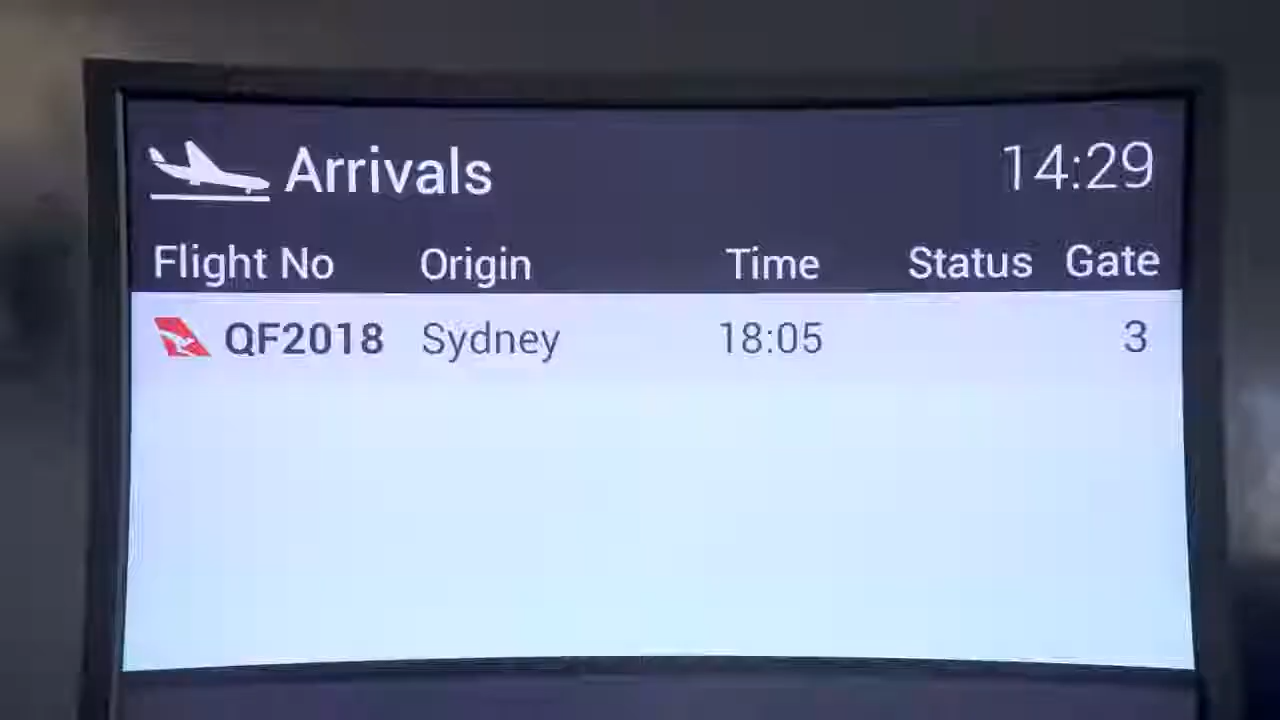 Arrivals 14:29
Flight No Origin Time Status Gate
QF2018 Sydney 18:05 3